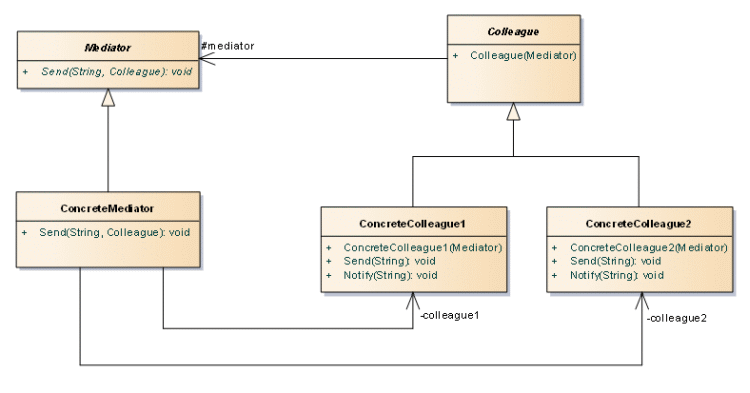 Mediator
+ Send(String, Colleague): void
#mediator
Colleague
+ Colleague(Mediator)
ConcreteMediator
+ Send(String, Colleague): void
ConcreteColleague1
+ ConcreteColleague1(Mediator)
+ Send(String): void
+ Notify(String): void
ConcreteColleague2
+ ConcreteColleague2(Mediator)
+ Send(String): void
+ Notify(String): void
-colleague1
-colleague2